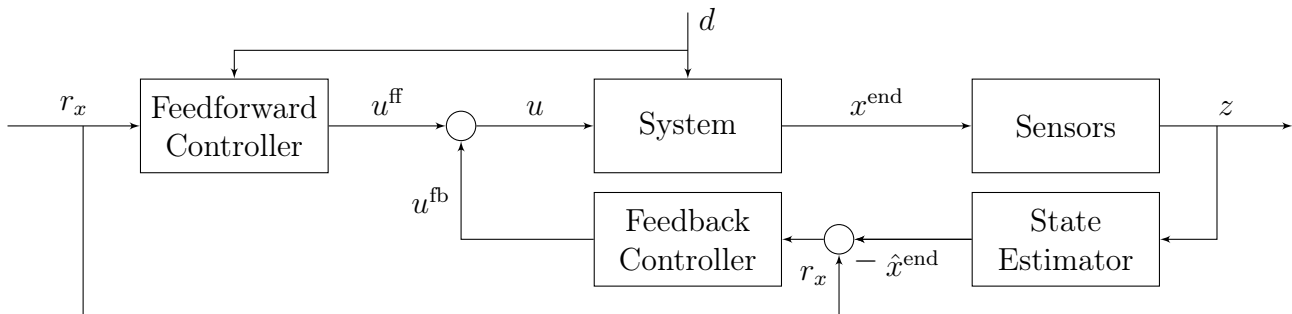 d
r_x
Feedforward
Controller
u^ff
u
System
x^end
Sensors
z
u^fb
Feedback
Controller
r_x
− x̂^end
State
Estimator